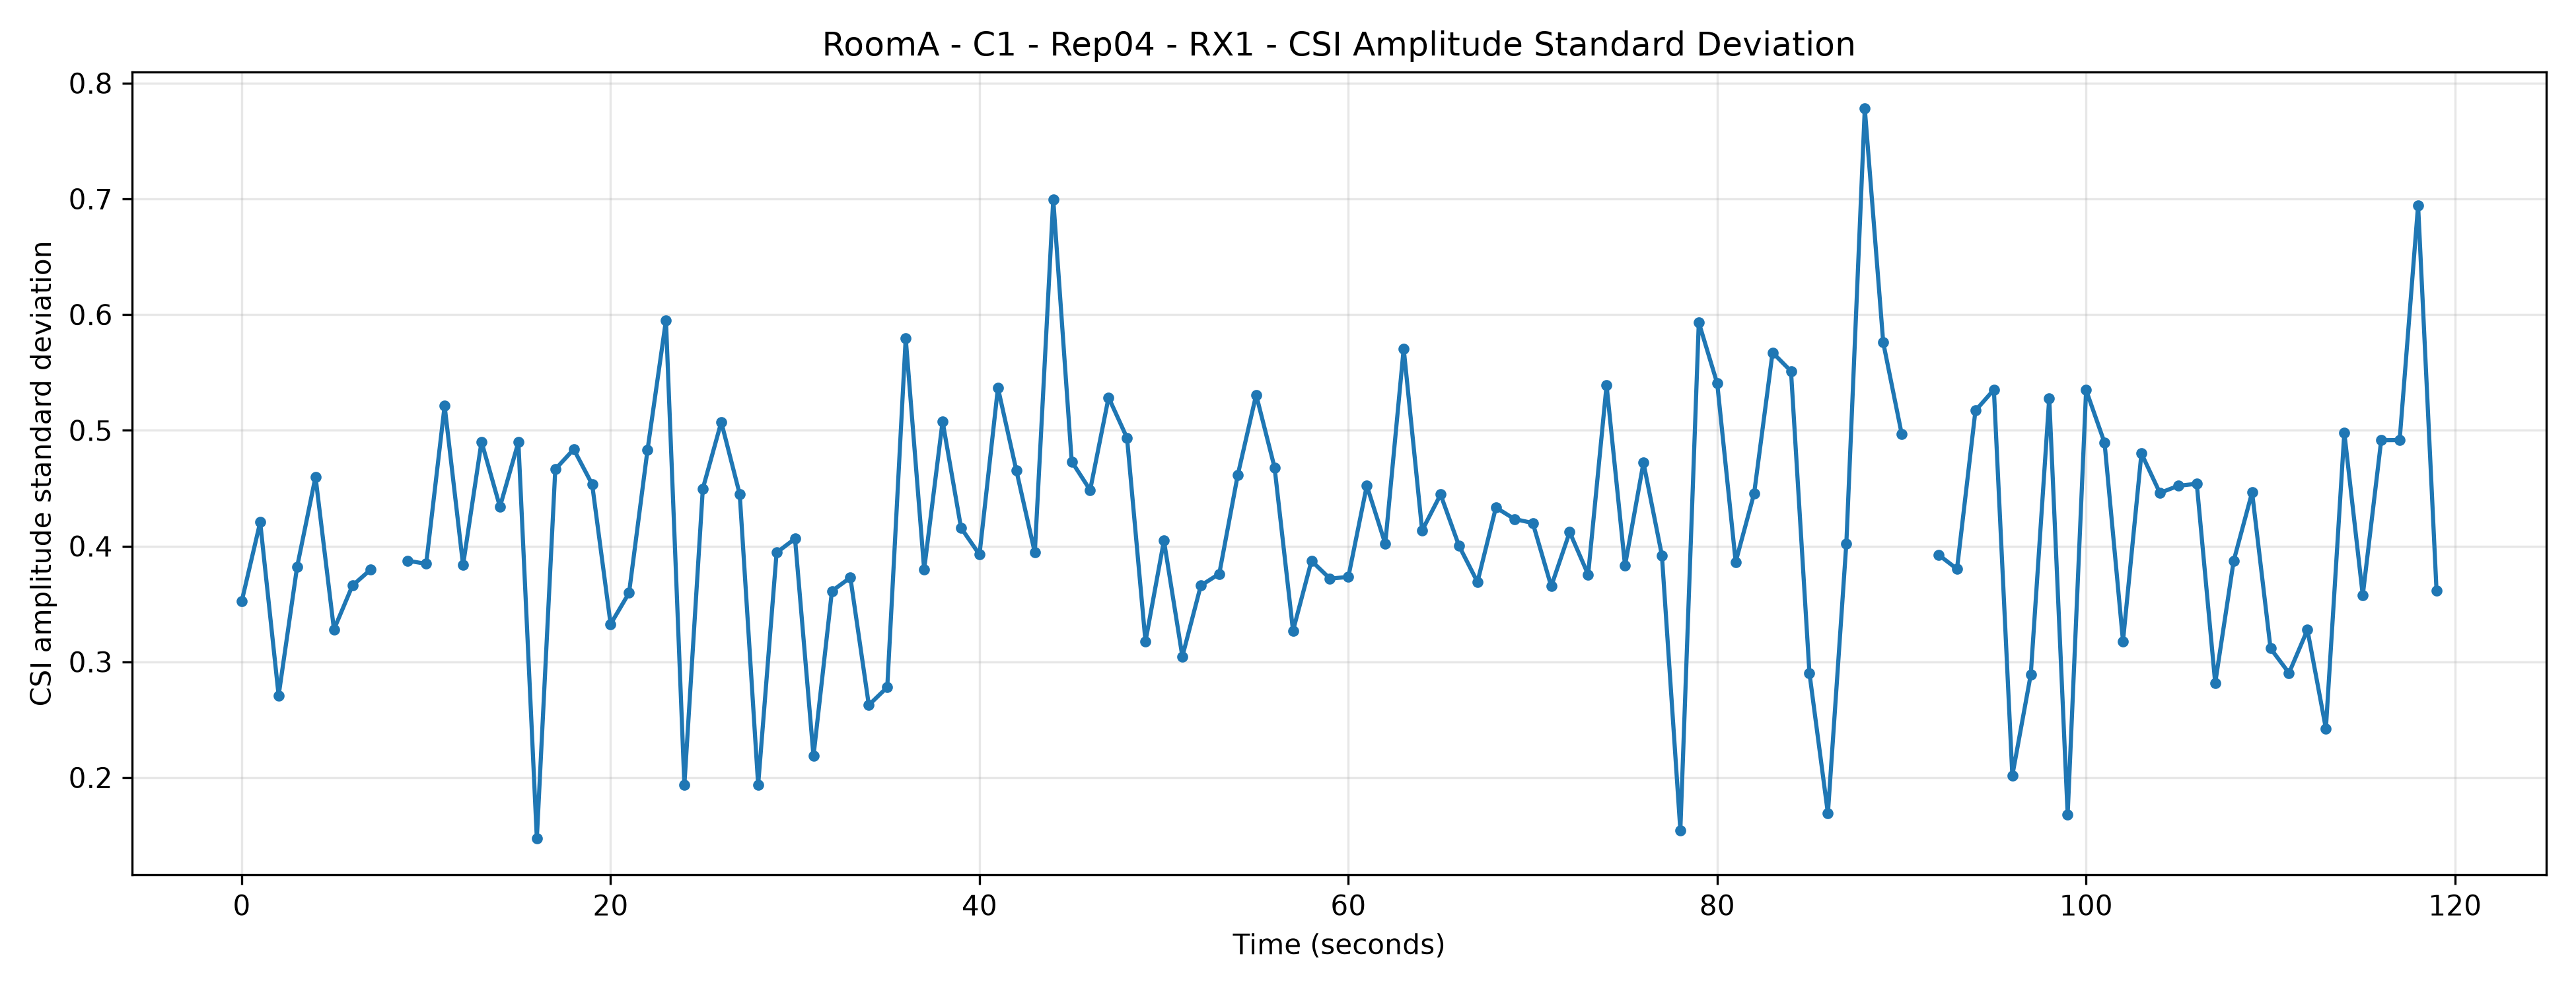 RoomA - C1 - Rep04 - RX1 - CSI Amplitude Standard Deviation
CSI amplitude standard deviation
0.8
0.7
0.6
0.5
0.4
0.3
0.2
0 20 40 60 80 100 120
Time (seconds)